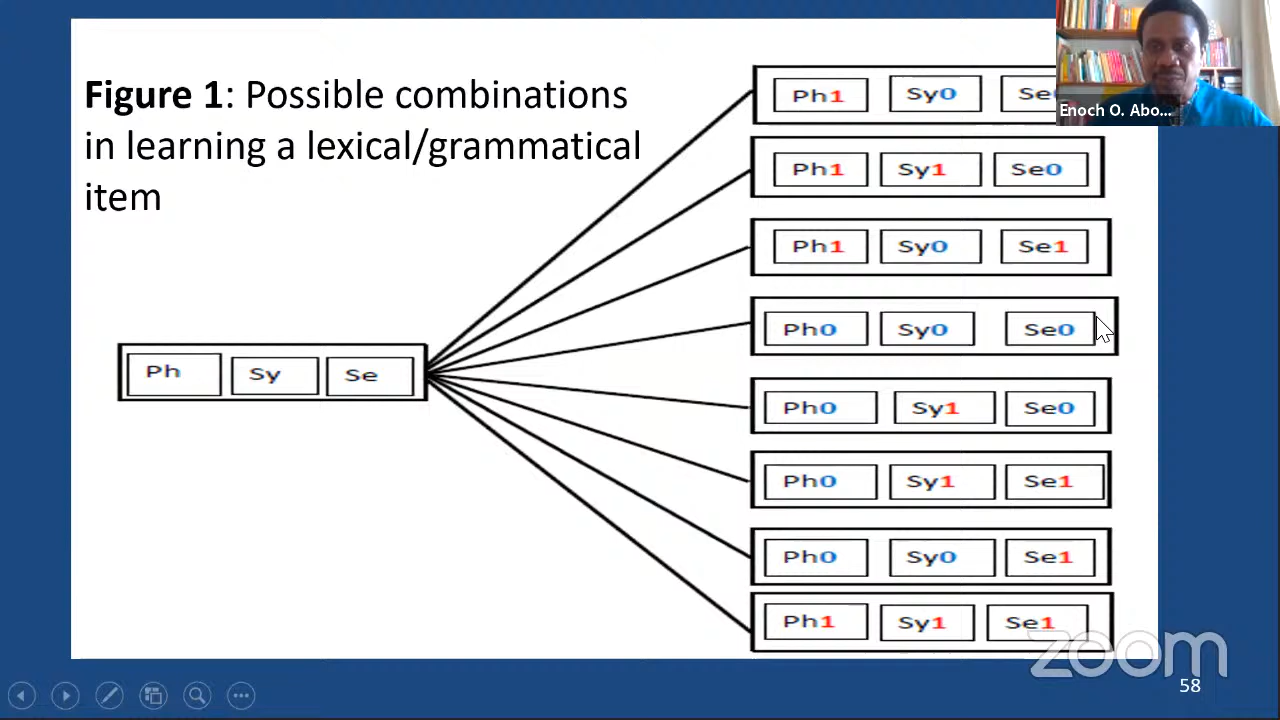 Figure 1: Possible combinations
in learning a lexical/grammatical
item
Enoch O. Abo...
Ph1 Sy0 Se
Ph1 Sy1 Se0
Ph1 Sy0 Se1
Ph0 Sy0 Se0
Ph Sy Se
Ph0 Sy1 Se0
Ph0 Sy1 Se1
Ph0 Sy0 Se1
Ph1 Sy1 Se1
zoom
58